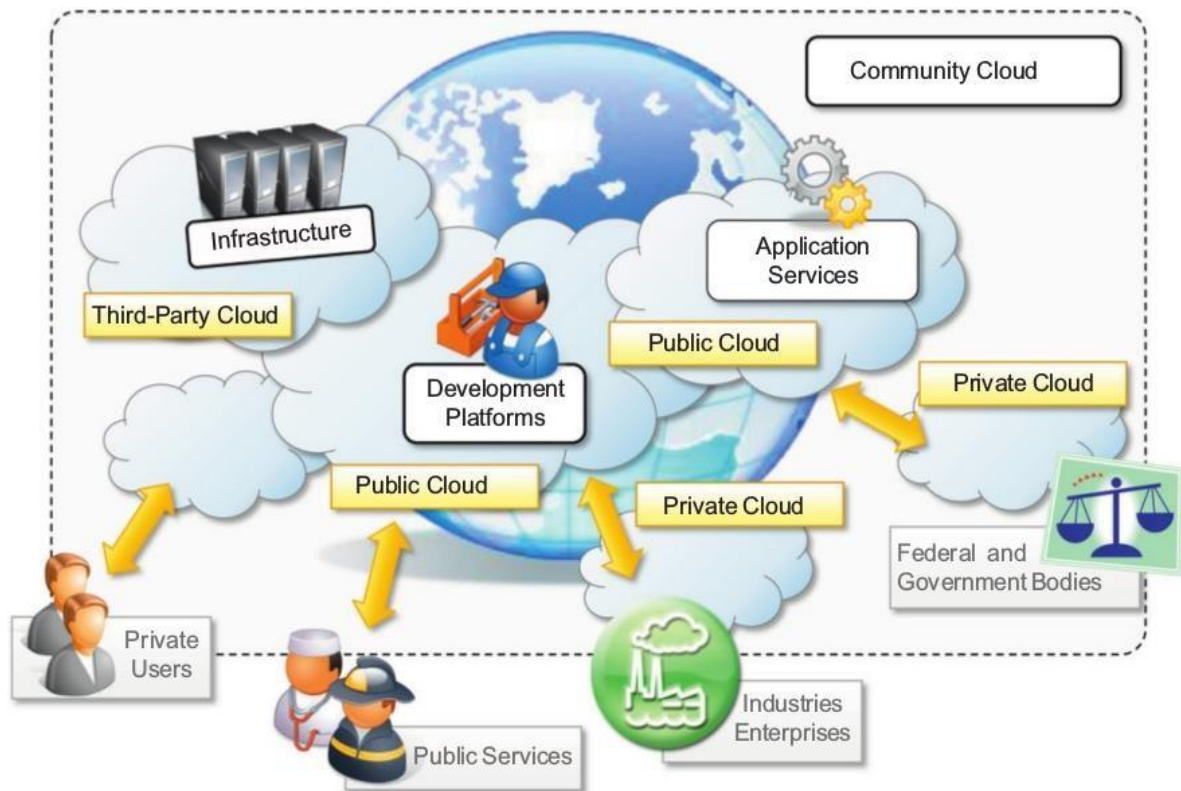 Community Cloud
Infrastructure
Application
Services
Third-Party Cloud
Public Cloud
Development
Platforms
Private Cloud
Public Cloud
Private Cloud
Federal and
Government Bodies
Private
Users
Industries
Enterprises
Public Services